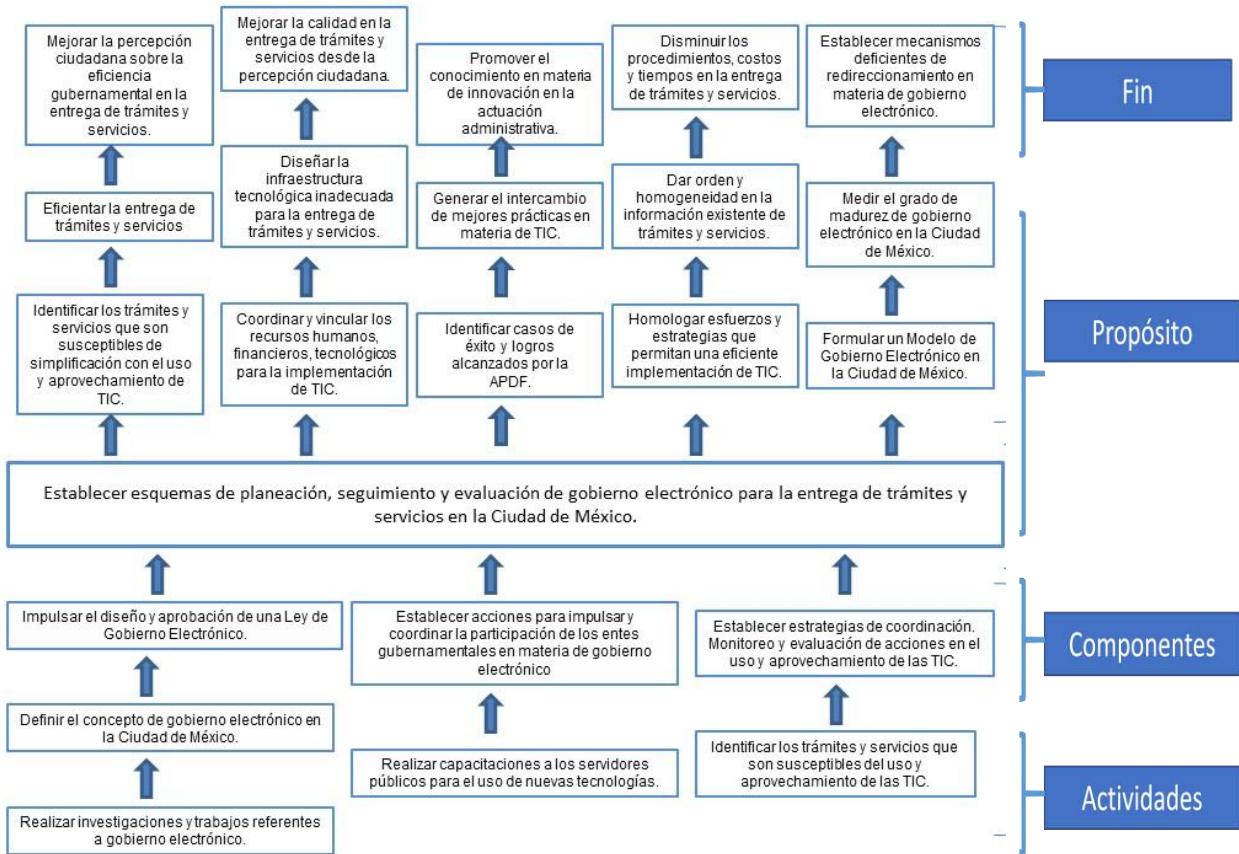 Mejorar la percepción
ciudadana sobre la
eficiencia
gubernamental en la
entrega de trámites y
servicios.
Mejorar la calidad en la
entrega de trámites y
servicios desde la
percepción ciudadana.
Promover el
conocimiento en materia
de innovación en la
actuación
administrativa.
Disminuir los
procedimientos, costos
y tiempos en la entrega
de trámites y servicios.
Establecer mecanismos
deficientes de
redireccionamiento en
materia de gobierno
electrónico.
Fin
Eficientar la entrega de
trámites y servicios
Diseñar la
infraestructura
tecnológica inadecuada
para la entrega de
trámites y servicios.
Generar el intercambio
de mejores prácticas en
materia de TIC.
Dar orden y
homogeneidad en la
información existente de
trámites y servicios.
Medir el grado de
madurez de gobierno
electrónico en la Ciudad
de México.
Identificar los trámites y
servicios que son
susceptibles de
simplificación con el uso
y aprovechamiento de
TIC.
Coordinar y vincular los
recursos humanos,
financieros, tecnológicos
para la implementación
de TIC.
Identificar casos de
éxito y logros
alcanzados por la
APDF.
Homologar esfuerzos y
estrategias que
permitan una eficiente
implementación de TIC.
Formular un Modelo de
Gobierno Electrónico en
la Ciudad de México.
Propósito
Establecer esquemas de planeación, seguimiento y evaluación de gobierno electrónico para la entrega de trámites y
servicios en la Ciudad de México.
Impulsar el diseño y aprobación de una Ley de
Gobierno Electrónico.
Establecer acciones para impulsar y
coordinar la participación de los entes
gubernamentales en materia de gobierno
electrónico
Establecer estrategias de coordinación.
Monitoreo y evaluación de acciones en el
uso y aprovechamiento de las TIC.
Componentes
Definir el concepto de gobierno electrónico en
la Ciudad de México.
Realizar capacitaciones a los servidores
públicos para el uso de nuevas tecnologías.
Identificar los trámites y servicios que
son susceptibles del uso y
aprovechamiento de las TIC.
Actividades
Realizar investigaciones y trabajos referentes
a gobierno electrónico.